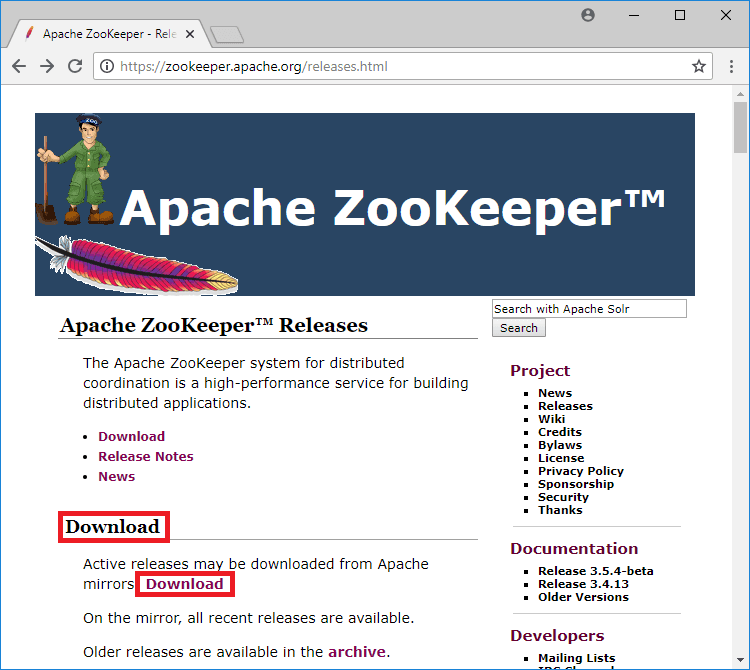 Apache ZooKeeper - Rele
https://zookeeper.apache.org/releases.html
ZOO
Apache ZooKeeper™
Apache ZooKeeper™ Releases
The Apache ZooKeeper system for distributed
coordination is a high-performance service for building
distributed applications.
Download
Release Notes
News
Download
Active releases may be downloaded from Apache
mirrors Download
On the mirror, all recent releases are available.
Older releases are available in the archive.
Search with Apache Solr
Search
Project
News
Releases
Wiki
Credits
Bylaws
License
Privacy Policy
Sponsorship
Security
Thanks
Documentation
Release 3.5.4-beta
Release 3.4.13
Older Versions
Developers
Mailing Lists